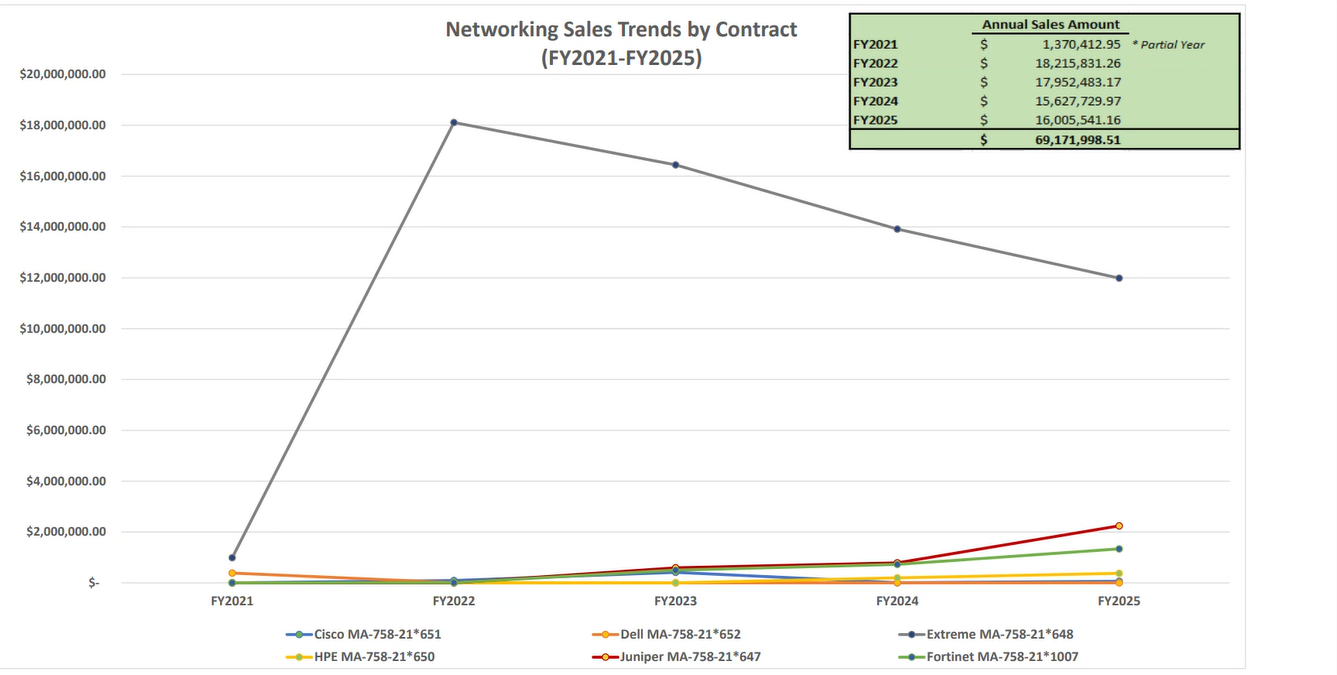 Networking Sales Trends by Contract
(FY2021-FY2025)
Annual Sales Amount
FY2021 $ 1,370,412.95 * Partial Year
FY2022 $ 18,215,831.26
FY2023 $ 17,952,483.17
FY2024 $ 15,627,729.97
FY2025 $ 16,005,541.16
$ 69,171,998.51
$20,000,000.00
$18,000,000.00
$16,000,000.00
$14,000,000.00
$12,000,000.00
$10,000,000.00
$8,000,000.00
$6,000,000.00
$4,000,000.00
$2,000,000.00
$-
FY2021 FY2022 FY2023 FY2024 FY2025
Cisco MA-758-21*651 Dell MA-758-21*652 Extreme MA-758-21*648
HPE MA-758-21*650 Juniper MA-758-21*647 Fortinet MA-758-21*1007